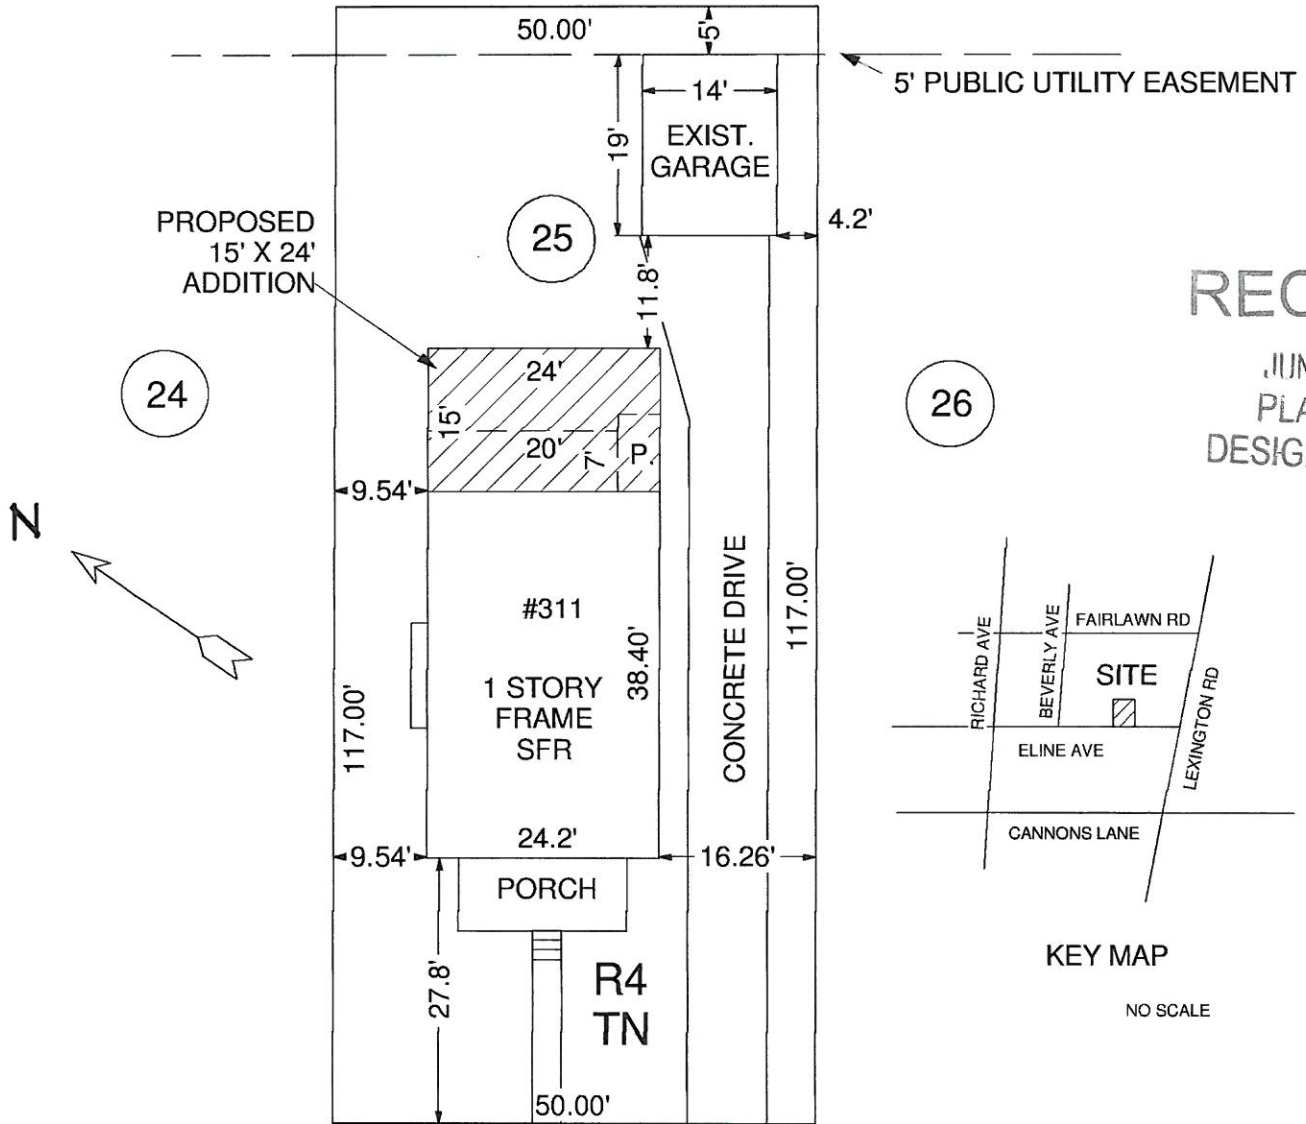 50.00'
5'
5' PUBLIC UTILITY EASEMENT
14'
19'
EXIST.
GARAGE
4.2'
PROPOSED
15' X 24'
ADDITION
25
11.8'
24
26
24'
15'
20'
7'
P.
9.54'
N
#311
1 STORY
FRAME
SFR
38.40'
CONCRETE DRIVE
117.00'
117.00'
24.2'
9.54'
16.26'
PORCH
27.8'
R4
TN
50.00'
RICHARD AVE
BEVERLY AVE
FAIRLAWN RD
SITE
ELINE AVE
LEXINGTON RD
CANNONS LANE
KEY MAP
NO SCALE